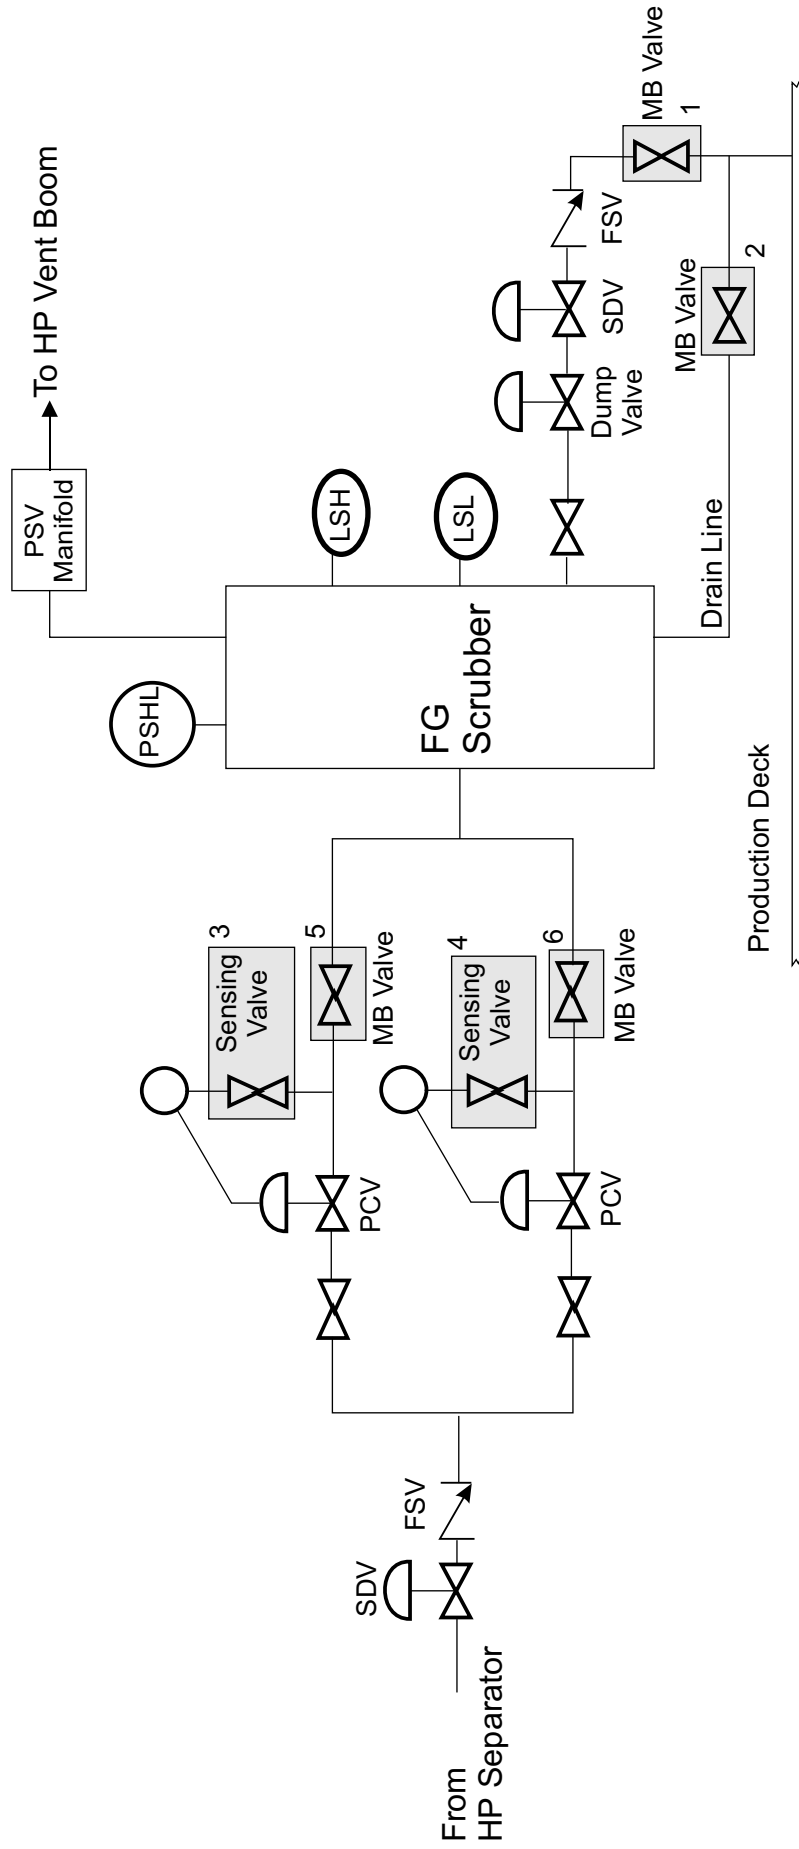 From
HP Separator
SDV
FSV
PCV
Sensing
Valve
3
5
MB Valve
PCV
Sensing
Valve
4
6
MB Valve
PSHL
FG
Scrubber
PSV
Manifold
To HP Vent Boom
LSH
LSL
Dump
Valve
SDV
FSV
MB Valve
1
MB Valve
2
Drain Line
Production Deck